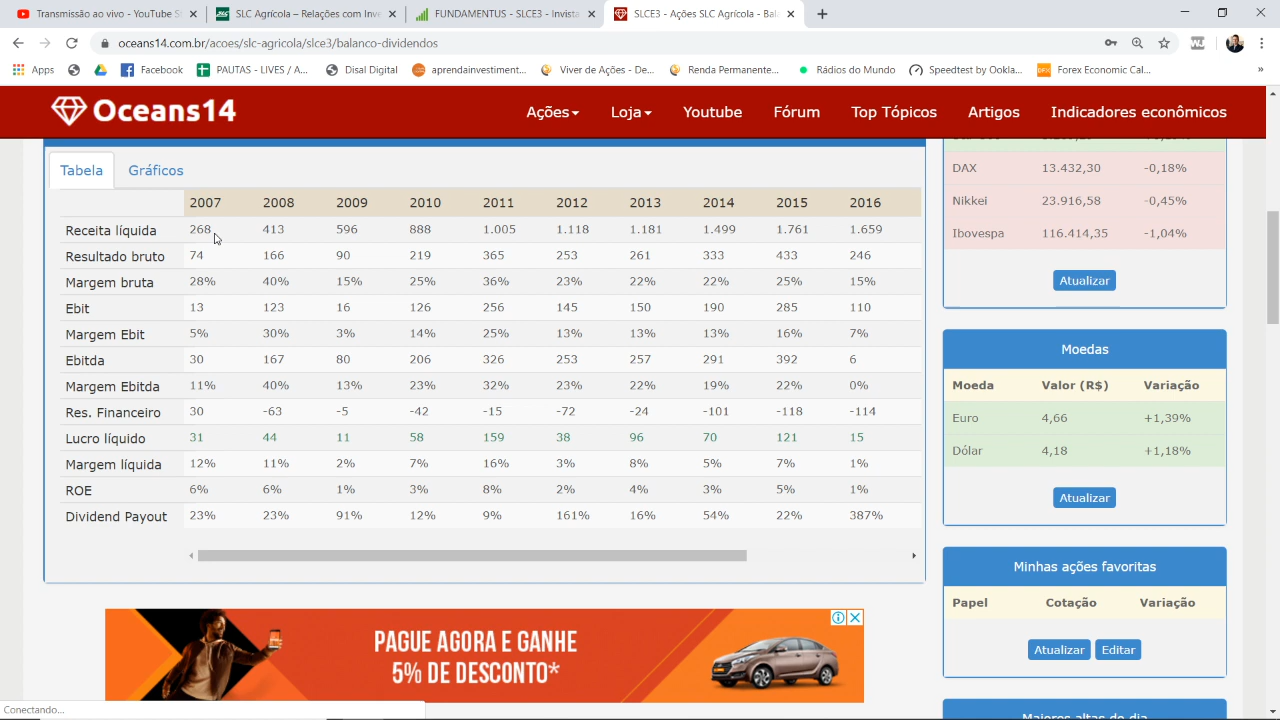 Transmissão ao vivo - YouTube S
SLC Agrícola – Relações com Inve
FUNDAMENTUS - SLCE3 - Invista
SLCE3 - Ações SLC Agrícola - Bala
oceans14.com.br/acoes/slc-agricola/slce3/balanco-dividendos
Apps Facebook PAUTAS - LIVES / A... Disal Digital aprendainvestiment... Viver de Ações - De... Renda Permanente... Rádios do Mundo Speedtest by Ookla... Forex Economic Cal... »
Oceans14 Ações Loja Youtube Fórum Top Tópicos Artigos Indicadores econômicos
Tabela Gráficos
2007 2008 2009 2010 2011 2012 2013 2014 2015 2016
Receita líquida 268 413 596 888 1.005 1.118 1.181 1.499 1.761 1.659
Resultado bruto 74 166 90 219 365 253 261 333 433 246
Margem bruta 28% 40% 15% 25% 36% 23% 22% 22% 25% 15%
Ebit 13 123 16 126 256 145 150 190 285 110
Margem Ebit 5% 30% 3% 14% 25% 13% 13% 13% 16% 7%
Ebitda 30 167 80 206 326 253 257 291 392 6
Margem Ebitda 11% 40% 13% 23% 32% 23% 22% 19% 22% 0%
Res. Financeiro 30 -63 -5 -42 -15 -72 -24 -101 -118 -114
Lucro líquido 31 44 11 58 159 38 96 70 121 15
Margem líquida 12% 11% 2% 7% 16% 3% 8% 5% 7% 1%
ROE 6% 6% 1% 3% 8% 2% 4% 3% 5% 1%
Dividend Payout 23% 23% 91% 12% 9% 161% 16% 54% 22% 387%
PAGUE AGORA E GANHE
5% DE DESCONTO*
DAX 13.432,30 -0,18%
Nikkei 23.916,58 -0,45%
Ibovespa 116.414,35 -1,04%
Atualizar
Moedas
Moeda Valor (R$) Variação
Euro 4,66 +1,39%
Dólar 4,18 +1,18%
Atualizar
Minhas ações favoritas
Papel Cotação Variação
Atualizar Editar
Maiores altas do dia
Conectando...